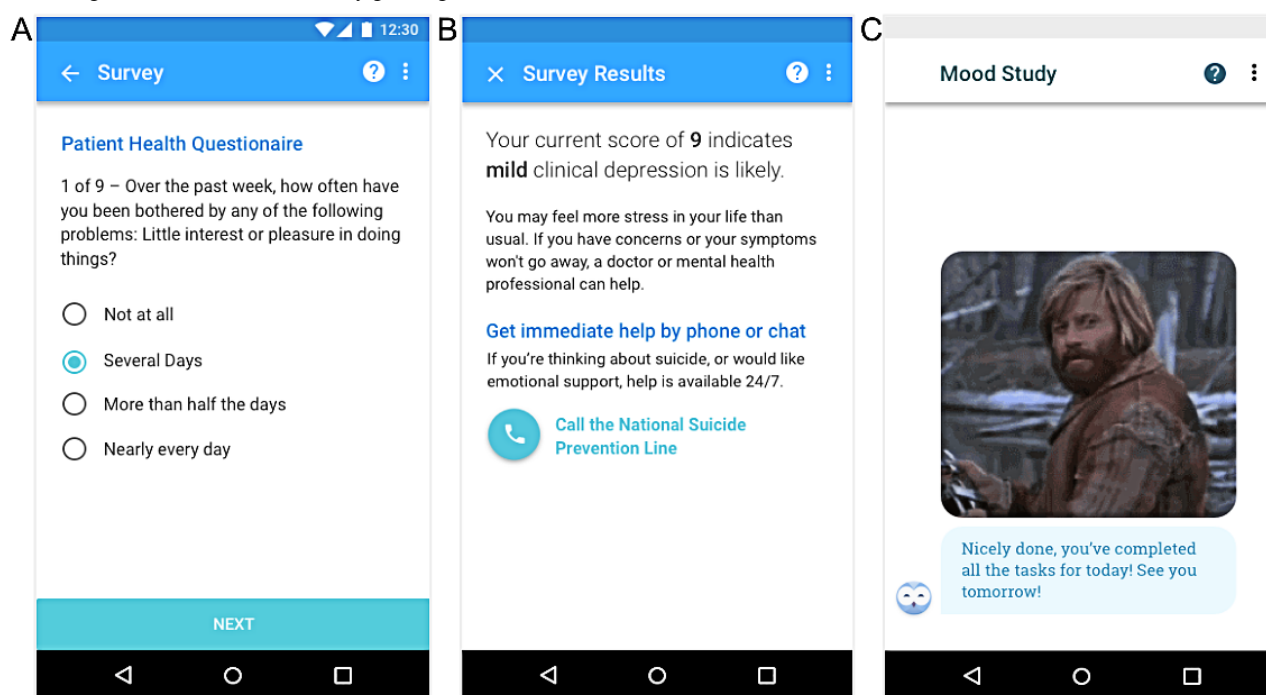 A
12:30
Survey
Patient Health Questionaire
1 of 9 – Over the past week, how often have
you been bothered by any of the following
problems: Little interest or pleasure in doing
things?
Not at all
Several Days
More than half the days
Nearly every day
NEXT
B
Survey Results
Your current score of 9 indicates
mild clinical depression is likely.
You may feel more stress in your life than
usual. If you have concerns or your symptoms
won't go away, a doctor or mental health
professional can help.
Get immediate help by phone or chat
If you're thinking about suicide, or would like
emotional support, help is available 24/7.
Call the National Suicide
Prevention Line
C
Mood Study
Nicely done, you've completed
all the tasks for today! See you
tomorrow!